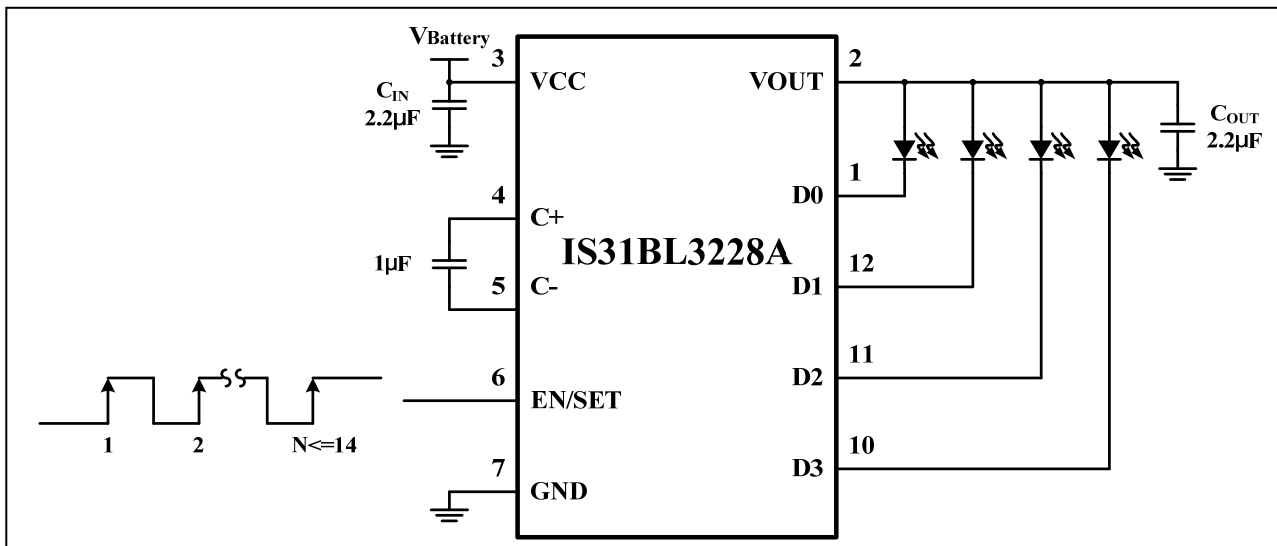 VBattery
3
VCC
CIN
2.2µF
4
C+
1µF
5
C-
6
EN/SET
1
2
N<=14
7
GND
IS31BL3228A
2
VOUT
COUT
2.2µF
1
D0
12
D1
11
D2
10
D3